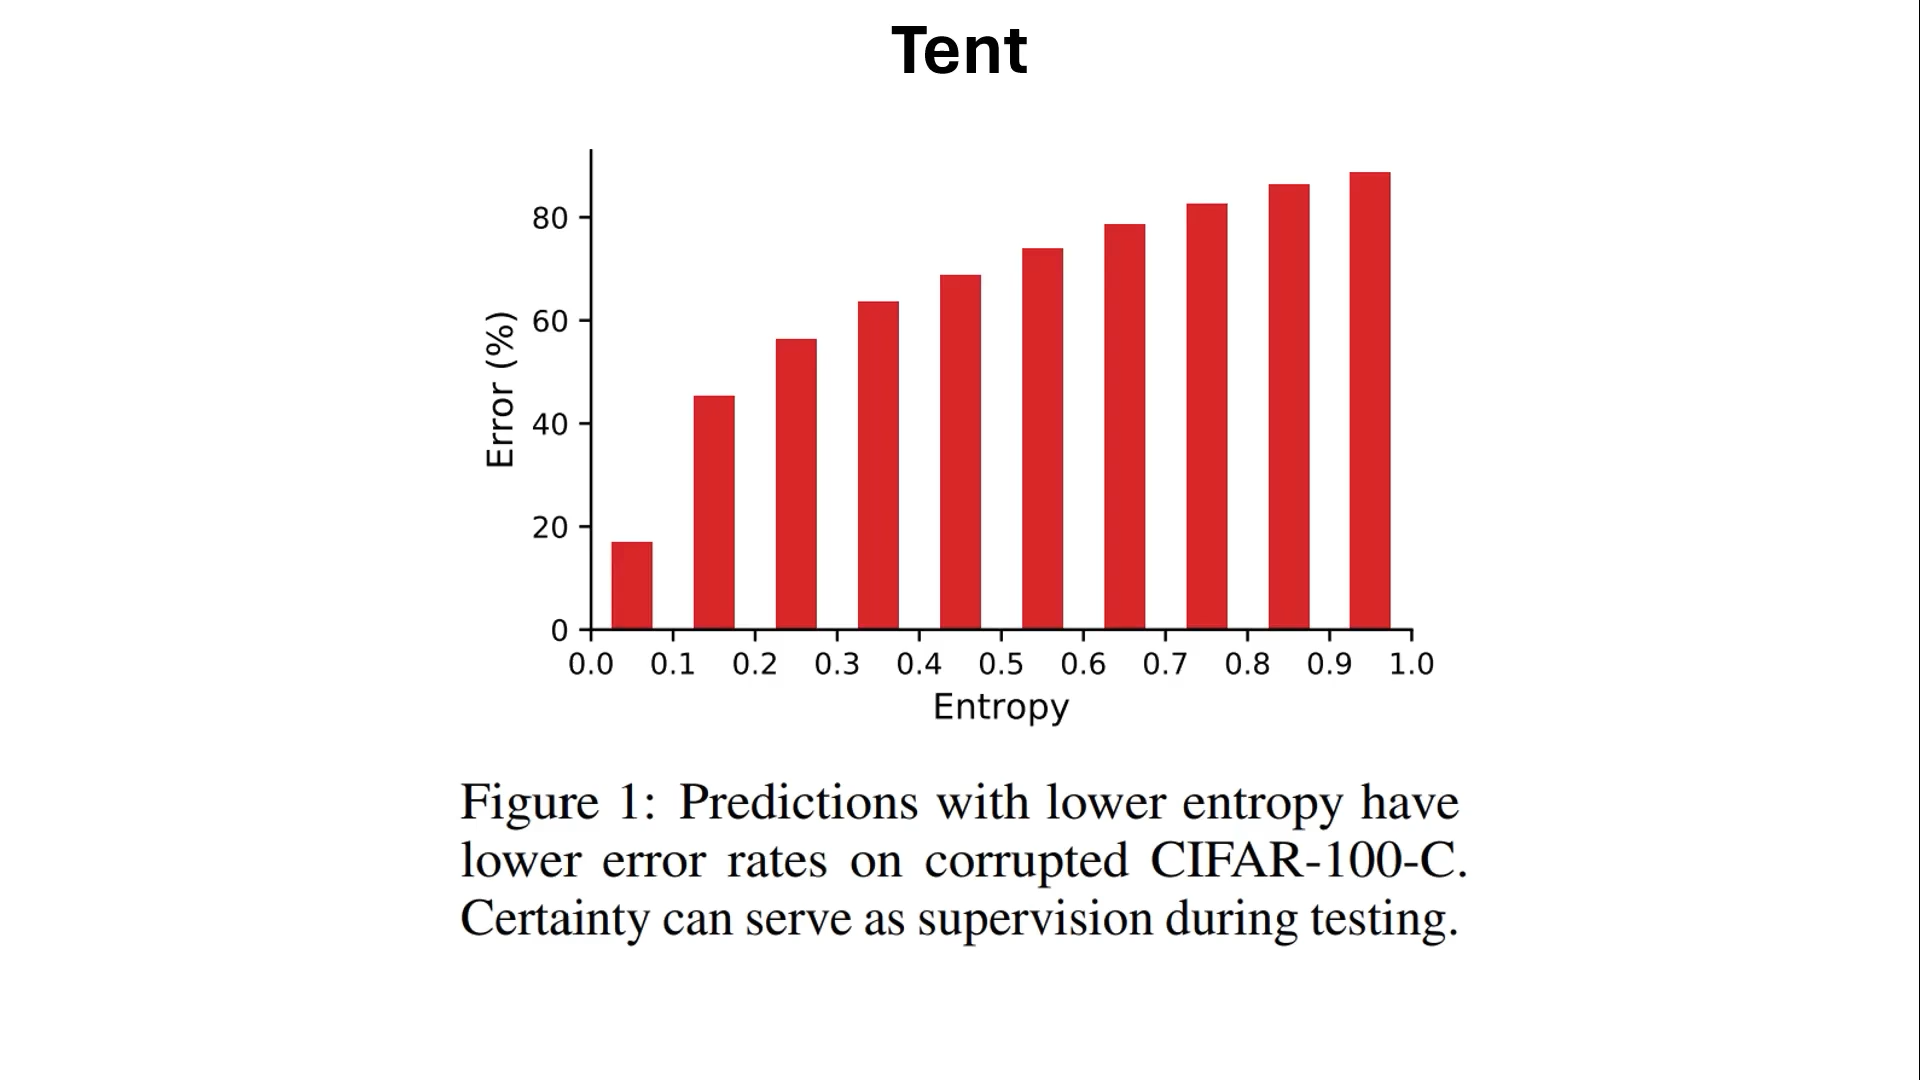 Tent
80
60
40
20
0
Error (%)
0.0 0.1 0.2 0.3 0.4 0.5 0.6 0.7 0.8 0.9 1.0
Entropy
Figure 1: Predictions with lower entropy have
lower error rates on corrupted CIFAR-100-C.
Certainty can serve as supervision during testing.